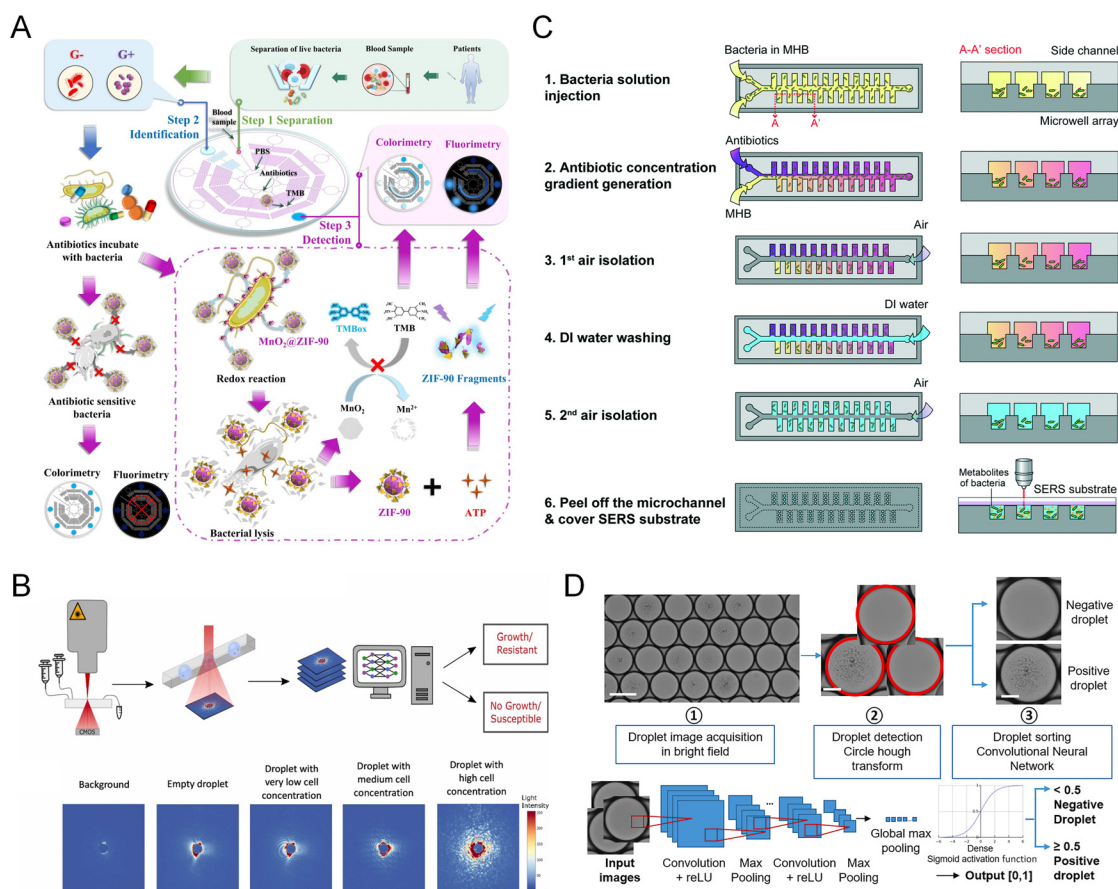 A
G-
G+
Separation of live bacteria
Blood Sample
Patients
Step 2
Identification
Blood
sample
Step 1 Separation
PBS
Antibiotics
TMB
Colorimetry
Fluorimetry
Step 3
Detection
Antibiotics incubate
with bacteria
MnO₂@ZIF-90
Redox reaction
TMBox
TMB
ZIF-90 Fragments
MnO₂
Mn²⁺
Antibiotic sensitive
bacteria
Colorimetry
Fluorimetry
Bacterial lysis
ZIF-90
+
ATP
C
Bacteria in MHB
A-A' section
Side channel
1. Bacteria solution
injection
A
A'
Microwell array
Antibiotics
2. Antibiotic concentration
gradient generation
MHB
Air
3. 1st air isolation
DI water
4. DI water washing
Air
5. 2nd air isolation
Metabolites
of bacteria
SERS substrate
6. Peel off the microchannel
& cover SERS substrate
B
CMOS
Growth/
Resistant
No Growth/
Susceptible
Background
Empty droplet
Droplet with
very low cell
concentration
Droplet with
medium cell
concentration
Droplet with
high cell
concentration
Light
Intensity
250
200
150
100
50
D
Negative
droplet
Positive
droplet
①
Droplet image acquisition
in bright field
②
Droplet detection
Circle hough
transform
③
Droplet sorting
Convolutional Neural
Network
Input
images
Convolution
+ reLU
Max
Pooling
...
Convolution
+ reLU
Max
Pooling
Global max
pooling
Dense
Sigmoid activation function
Output [0,1]
< 0.5
Negative
Droplet
≥ 0.5
Positive
droplet